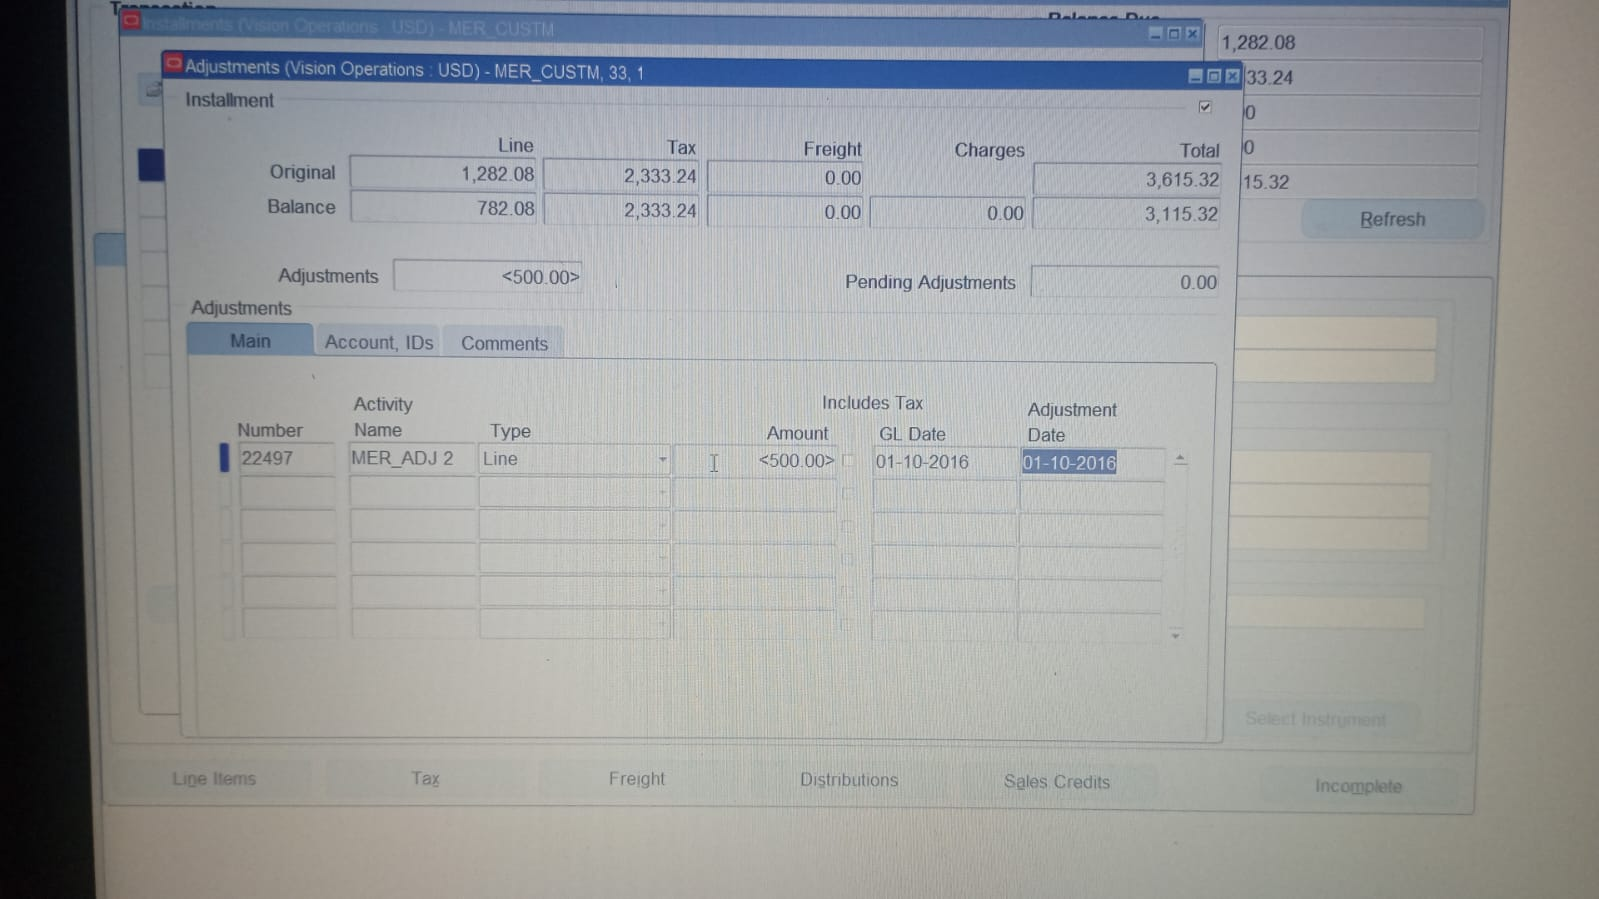 Installments (Vision Operations : USD) - MER_CUSTM
1,282.08
Adjustments (Vision Operations : USD) - MER_CUSTM, 33, 1
33.24
Installment
0
Line Tax Freight Charges Total
0
Original 1,282.08 2,333.24 0.00 3,615.32
15.32
Balance 782.08 2,333.24 0.00 0.00 3,115.32
Refresh
Adjustments <500.00> Pending Adjustments 0.00
Adjustments
Main Account, IDs Comments
Activity Includes Tax Adjustment
Number Name Type Amount GL Date Date
22497 MER_ADJ 2 Line <500.00> 01-10-2016 01-10-2016
Select Instrument
Line Items Tax Freight Distributions Sales Credits Incomplete